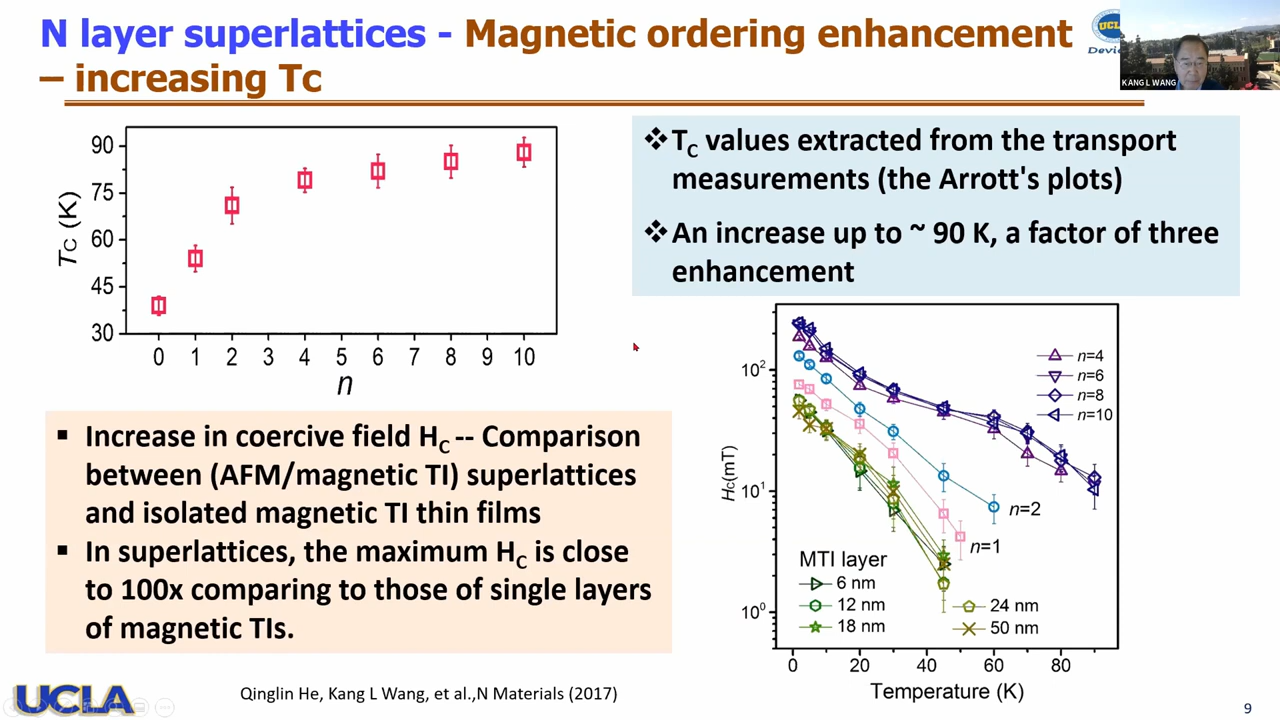 N layer superlattices - Magnetic ordering enhancement
– increasing Tc
UCLA
Devic
KANG L WANG
90
75
60
45
30
TC (K)
0 1 2 3 4 5 6 7 8 9 10
n
❖TC values extracted from the transport
measurements (the Arrott's plots)
❖An increase up to ~ 90 K, a factor of three
enhancement
▪ Increase in coercive field HC -- Comparison
between (AFM/magnetic TI) superlattices
and isolated magnetic TI thin films
▪ In superlattices, the maximum HC is close
to 100x comparing to those of single layers
of magnetic TIs.
n=4
n=6
n=8
n=10
10²
10¹
10⁰
HC(mT)
n=2
n=1
MTI layer
6 nm
12 nm
18 nm
24 nm
50 nm
0 20 40 60 80
Temperature (K)
UCLA
Qinglin He, Kang L Wang, et al.,N Materials (2017)
9